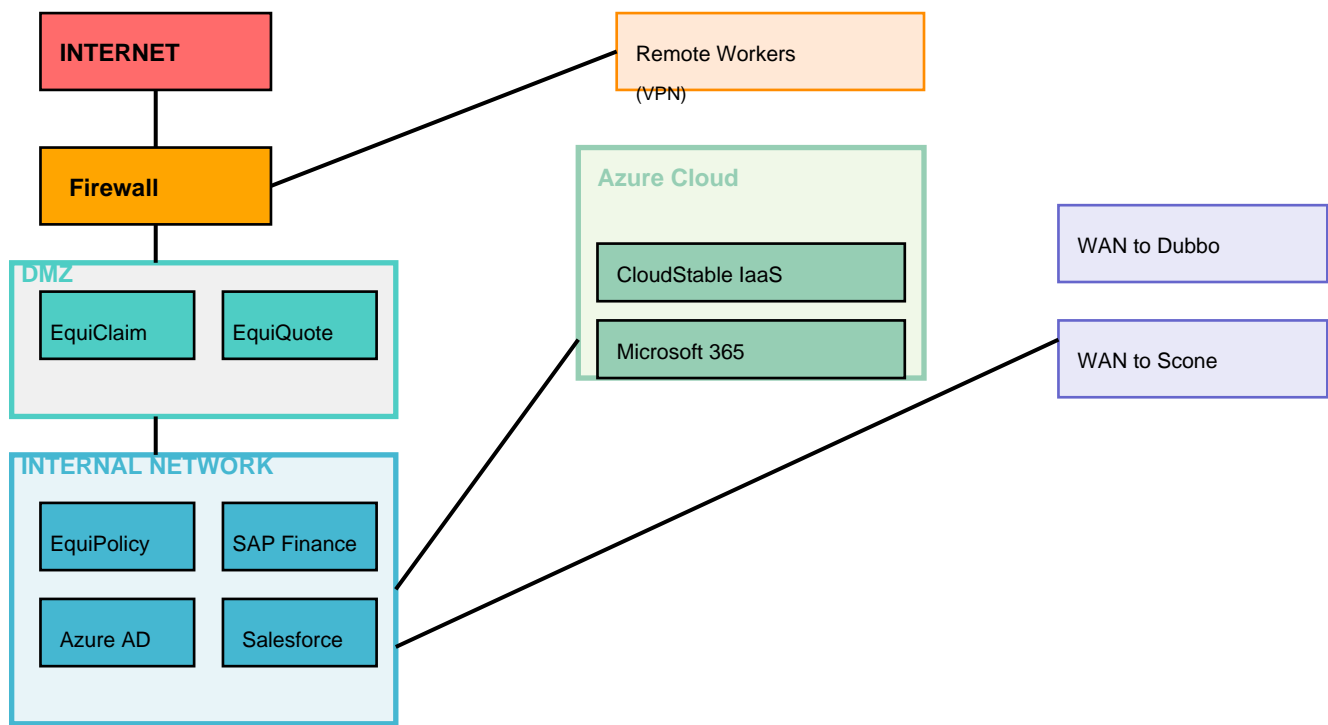 INTERNET
Remote Workers
(VPN)
Firewall
Azure Cloud
WAN to Dubbo
DMZ
CloudStable IaaS
EquiClaim
EquiQuote
Microsoft 365
WAN to Scone
INTERNAL NETWORK
EquiPolicy
SAP Finance
Azure AD
Salesforce